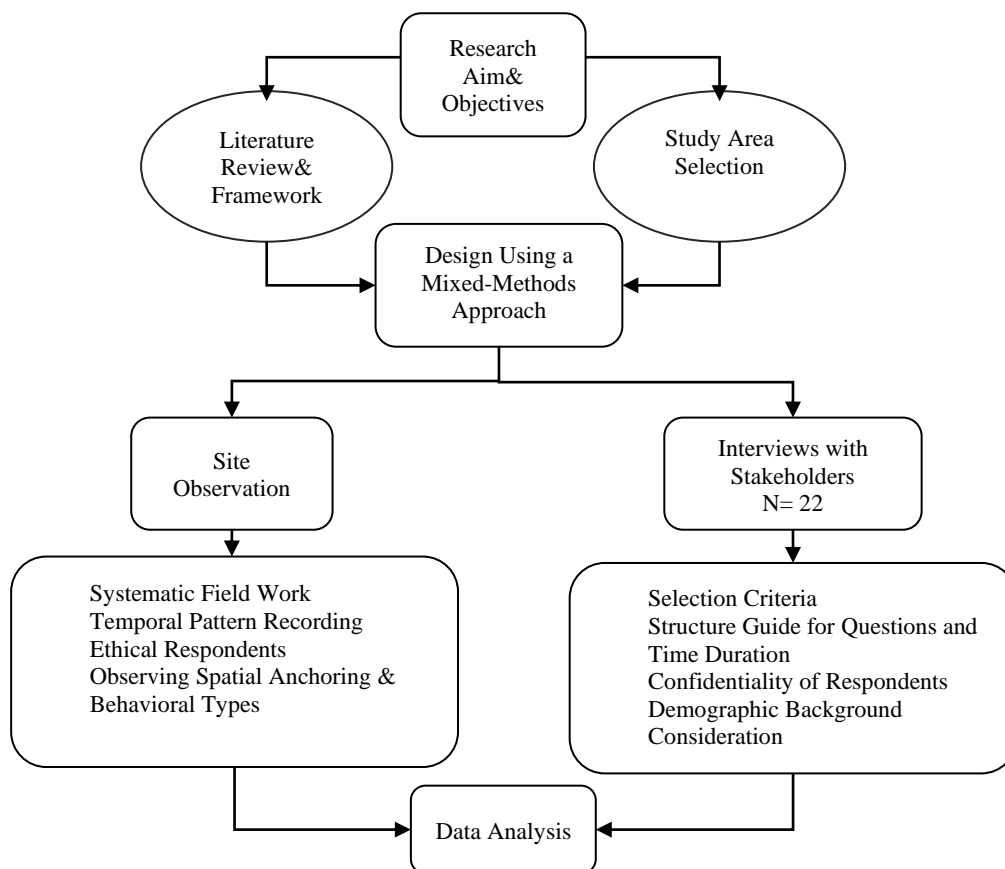 Research
Aim&
Objectives
Literature
Review&
Framework
Study Area
Selection
Design Using a
Mixed-Methods
Approach
Site
Observation
Interviews with
Stakeholders
N= 22
Systematic Field Work
Temporal Pattern Recording
Ethical Respondents
Observing Spatial Anchoring &
Behavioral Types
Selection Criteria
Structure Guide for Questions and
Time Duration
Confidentiality of Respondents
Demographic Background
Consideration
Data Analysis